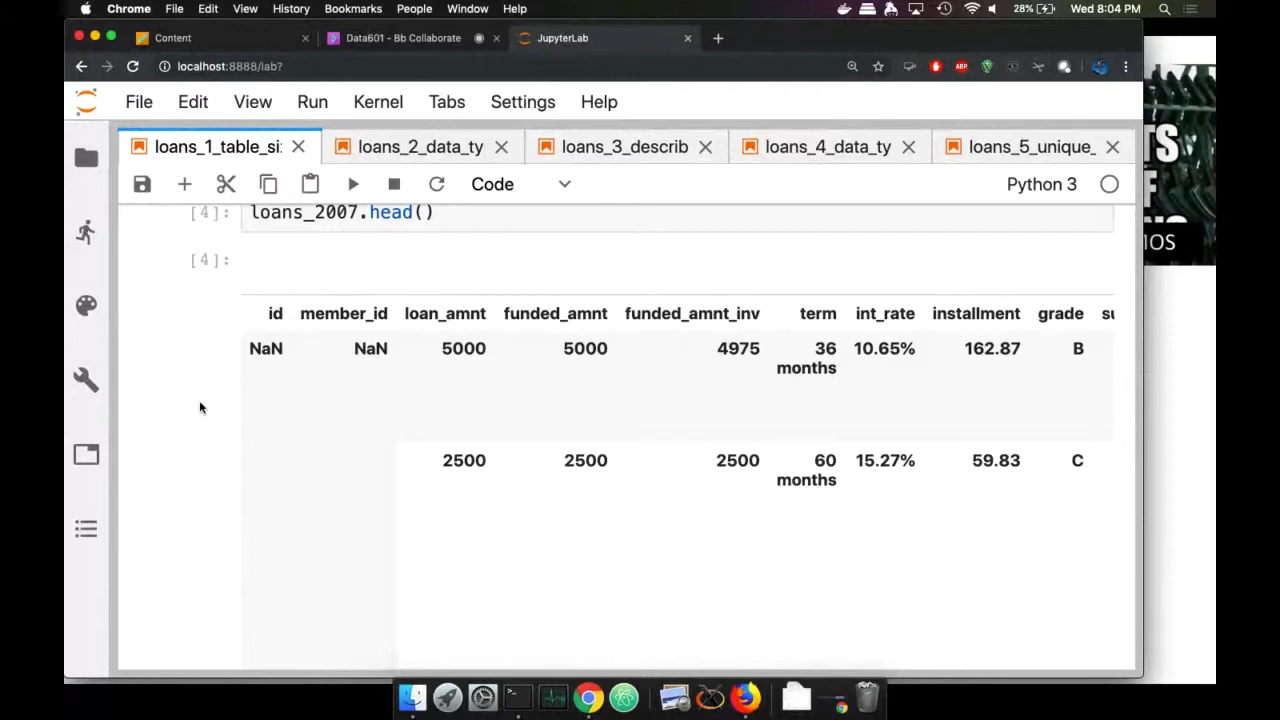 Chrome File Edit View History Bookmarks People Window Help 28% Wed 8:04 PM
Content Data601 - Bb Collaborate JupyterLab
localhost:8888/lab? ABP
File Edit View Run Kernel Tabs Settings Help
loans_1_table_si: loans_2_data_ty loans_3_describ loans_4_data_ty loans_5_unique_
Code Python 3
[4]: loans_2007.head()
[4]:
id member_id loan_amnt funded_amnt funded_amnt_inv term int_rate installment grade su
NaN NaN 5000 5000 4975 36 10.65% 162.87 B
months
2500 2500 2500 60 15.27% 59.83 C
months